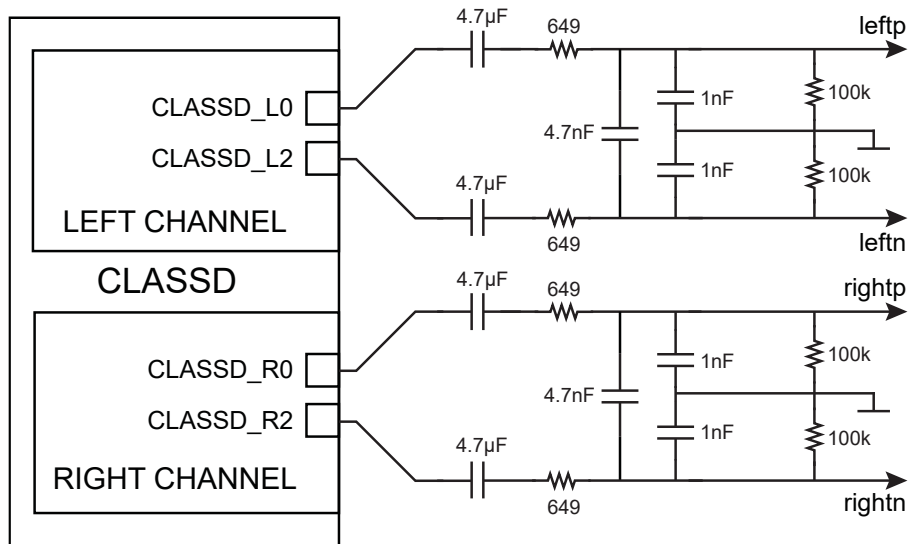 4.7µF
649
leftp
CLASSD_L0
1nF
100k
4.7nF
CLASSD_L2
1nF
100k
4.7µF
LEFT CHANNEL
649
leftn
CLASSD
4.7µF
649
rightp
CLASSD_R0
1nF
100k
4.7nF
CLASSD_R2
1nF
100k
4.7µF
RIGHT CHANNEL
649
rightn